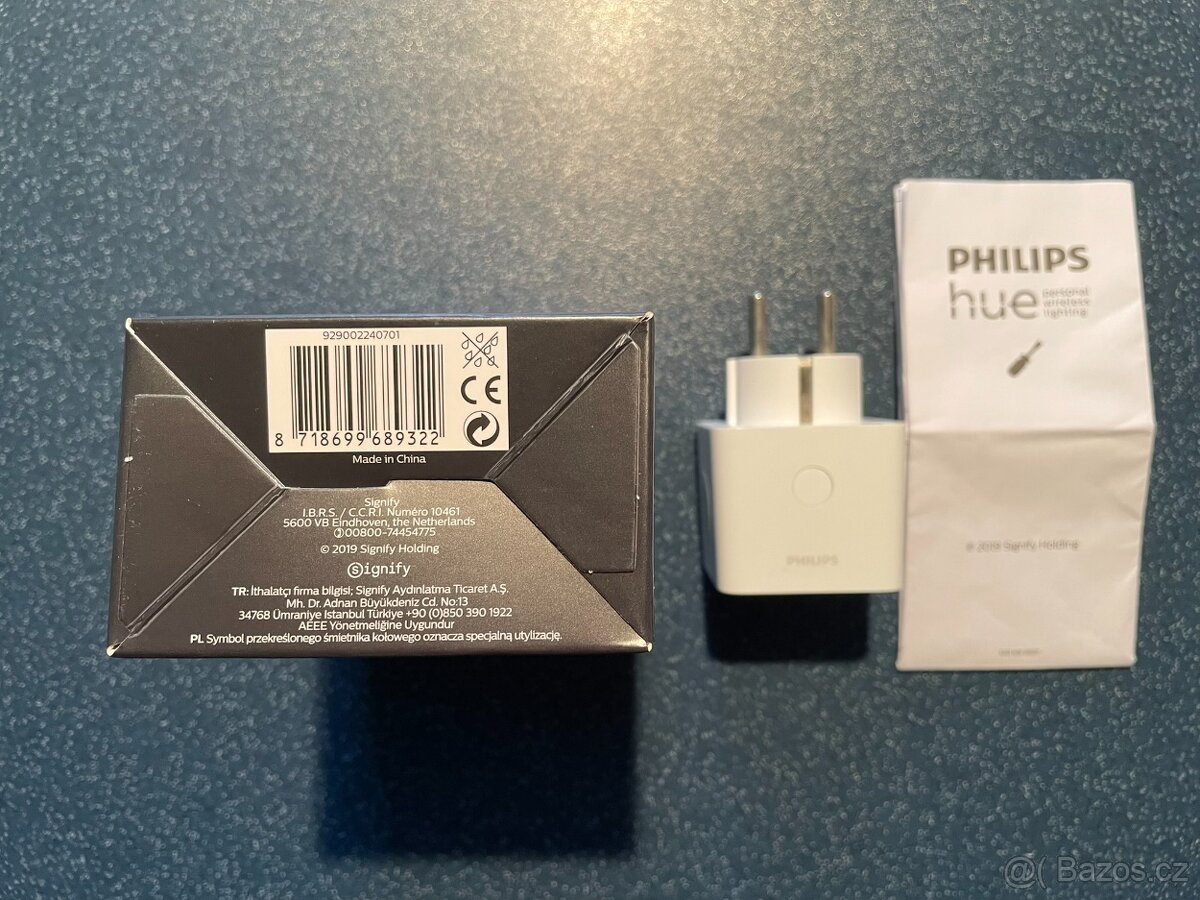 929002240701
8 718699 689322
CE
Made in China
Signify
I.B.R.S. / C.C.R.I. Numéro 10461
5600 VB Eindhoven, the Netherlands
00800-74454775
© 2019 Signify Holding
Signify
TR: İthalatçı firma bilgisi; Signify Aydınlatma Ticaret A.Ş.
Mh. Dr. Adnan Büyükdeniz Cd. No:13
34768 Ümraniye Istanbul Türkiye +90 (0)850 390 1922
AEEE Yönetmeliğine Uygundur
PL Symbol przekreślonego śmietnika kołowego oznacza specjalną utylizację.
PHILIPS
PHILIPS
hue personal
wireless
lighting
© 2019 Signify Holding
@( Bazos.cz